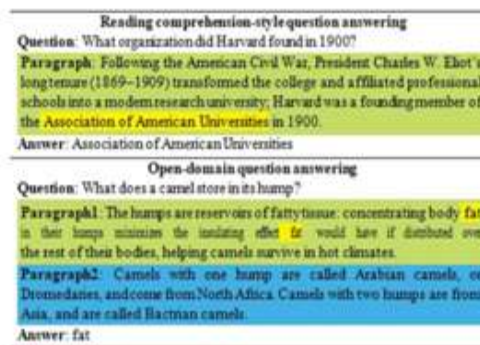 Reading comprehension-style question answering
Question: What organization did Harvard found in 1900?
Paragraph: Following the American Civil War, President Charles W. Eliot's
long tenure (1869–1909) transformed the college and affiliated professional
schools into a modern research university; Harvard was a founding member of
the Association of American Universities in 1900.
Answer: Association of American Universities
Open-domain question answering
Question: What does a camel store in its hump?
Paragraph1: The humps are reservoirs of fatty tissue: concentrating body fat
in their humps minimizes the insulating effect fat would have if distributed over
the rest of their bodies, helping camels survive in hot climates.
Paragraph2: Camels with one hump are called Arabian camels, or
Dromedaries, and come from North Africa. Camels with two humps are from
Asia, and are called Bactrian camels.
Answer: fat